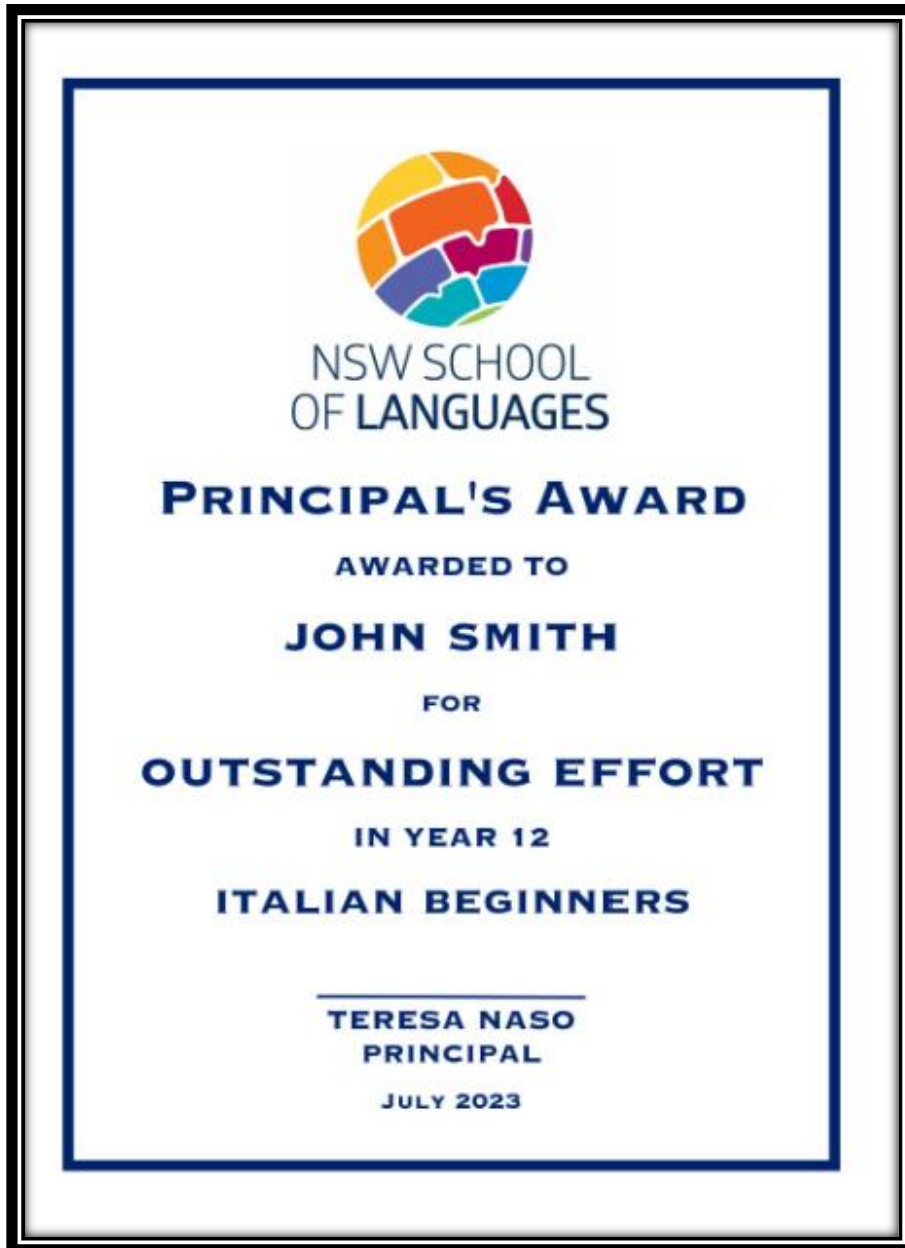 NSW SCHOOL
OF LANGUAGES
PRINCIPAL'S AWARD
AWARDED TO
JOHN SMITH
FOR
OUTSTANDING EFFORT
IN YEAR 12
ITALIAN BEGINNERS
TERESA NASO
PRINCIPAL
JULY 2023